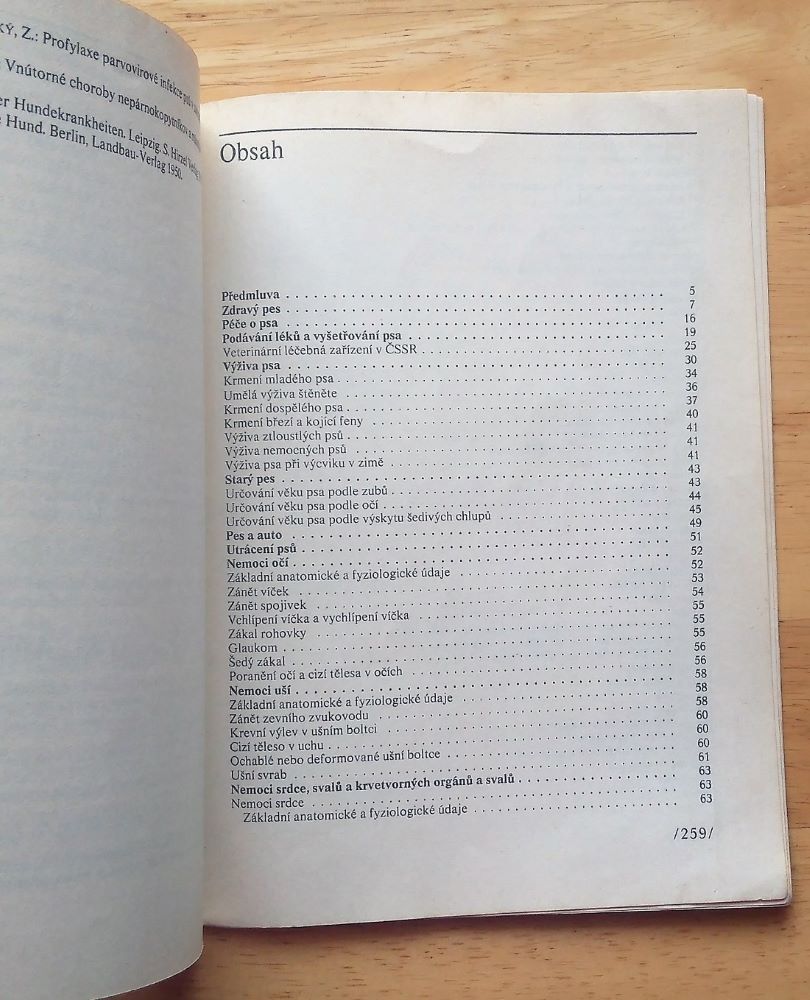 KÝ, Z.: Profylaxe parvovirové infekce psů
Vnútorné choroby nepárnokopytníkov a
er Hundekrankheiten. Leipzig. S. Hirzel Verlag
Hund. Berlin, Landbau-Verlag 1950.
Obsah
Předmluva . . . . . . . . . . 5
Zdravý pes . . . . . . . . . . 7
Péče o psa . . . . . . . . . . 16
Podávání léků a vyšetřování psa . . . . . . . . . . 19
Veterinární léčebná zařízení v ČSSR . . . . . . . . . . 25
Výživa psa . . . . . . . . . . 30
Krmení mladého psa . . . . . . . . . . 34
Umělá výživa štěněte . . . . . . . . . . 36
Krmení dospělého psa . . . . . . . . . . 37
Krmení březí a kojící feny . . . . . . . . . . 40
Výživa ztloustlých psů . . . . . . . . . . 41
Výživa nemocných psů . . . . . . . . . . 41
Výživa psa při výcviku v zimě . . . . . . . . . . 41
Starý pes . . . . . . . . . . 43
Určování věku psa podle zubů . . . . . . . . . . 43
Určování věku psa podle očí . . . . . . . . . . 44
Určování věku psa podle výskytu šedivých chlupů . . . . . . . . . . 45
Pes a auto . . . . . . . . . . 49
Utrácení psů . . . . . . . . . . 51
Nemoci očí . . . . . . . . . . 52
Základní anatomické a fyziologické údaje . . . . . . . . . . 52
Zánět víček . . . . . . . . . . 53
Zánět spojivek . . . . . . . . . . 54
Vchlípení víčka a vychlípení víčka . . . . . . . . . . 55
Zákal rohovky . . . . . . . . . . 55
Glaukom . . . . . . . . . . 55
Šedý zákal . . . . . . . . . . 56
Poranění očí a cizí tělesa v očích . . . . . . . . . . 56
Nemoci uší . . . . . . . . . . 58
Základní anatomické a fyziologické údaje . . . . . . . . . . 58
Zánět zevního zvukovodu . . . . . . . . . . 58
Krevní výlev v ušním boltci . . . . . . . . . . 60
Cizí těleso v uchu . . . . . . . . . . 60
Ochablé nebo deformované ušní boltce . . . . . . . . . . 60
Ušní svrab . . . . . . . . . . 61
Nemoci srdce, svalů a krvetvorných orgánů a svalů . . . . . . . . . . 63
Nemoci srdce . . . . . . . . . . 63
Základní anatomické a fyziologické údaje . . . . . . . . . . 63
/259/